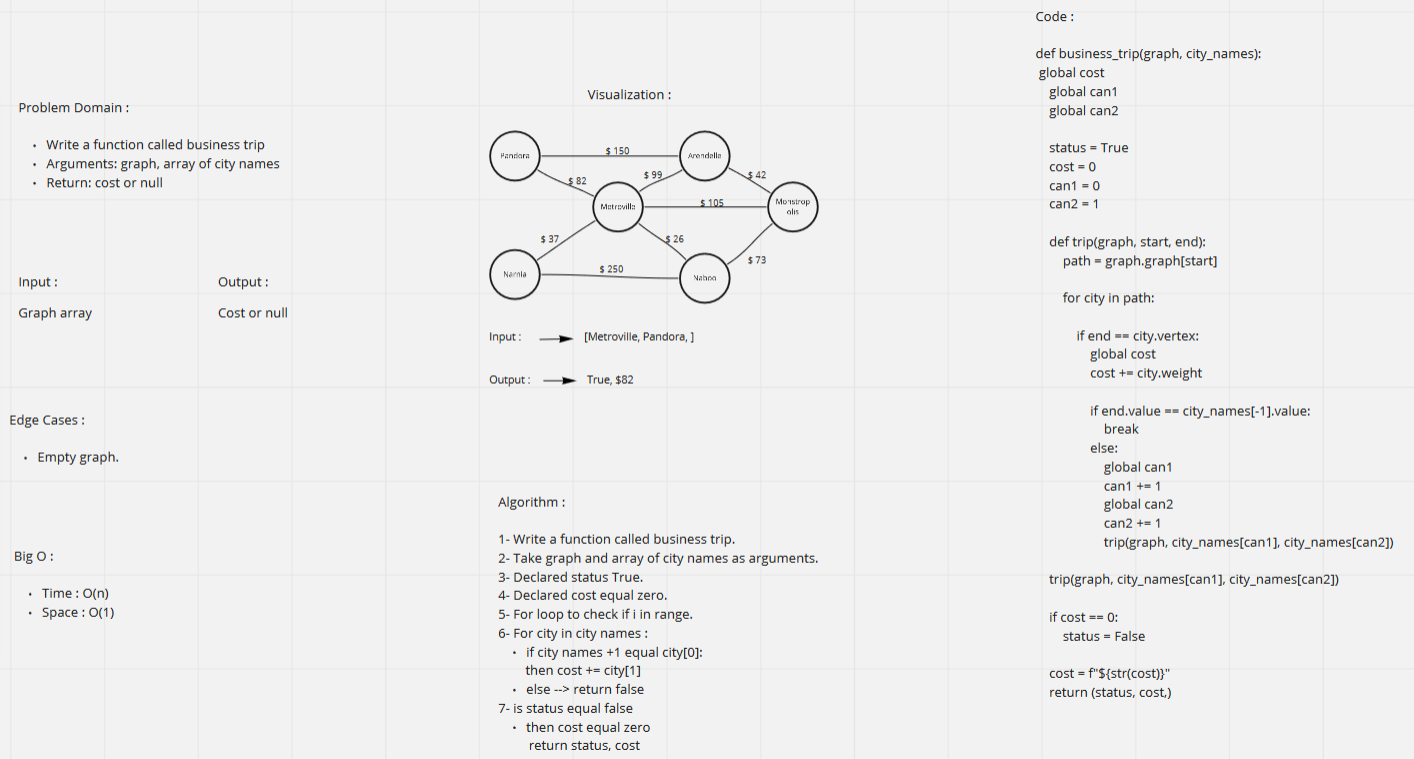 Problem Domain :
• Write a function called business trip
• Arguments: graph, array of city names
• Return: cost or null
Input :
Graph array
Output :
Cost or null
Edge Cases :
• Empty graph.
Big O :
• Time : O(n)
• Space : O(1)
Visualization :
Pandora
$ 150
Arendelle
$ 82
$ 99
$ 42
Metroville
$ 105
Monstrop
olis
$ 37
$ 26
$ 73
Narnia
$ 250
Naboo
Input :
[Metroville, Pandora, ]
Output :
True, $82
Algorithm :
1- Write a function called business trip.
2- Take graph and array of city names as arguments.
3- Declared status True.
4- Declared cost equal zero.
5- For loop to check if i in range.
6- For city in city names :
• if city names +1 equal city[0]:
then cost += city[1]
• else --> return false
7- is status equal false
• then cost equal zero
return status, cost
Code :
def business_trip(graph, city_names):
global cost
global can1
global can2
status = True
cost = 0
can1 = 0
can2 = 1
def trip(graph, start, end):
path = graph.graph[start]
for city in path:
if end == city.vertex:
global cost
cost += city.weight
if end.value == city_names[-1].value:
break
else:
global can1
can1 += 1
global can2
can2 += 1
trip(graph, city_names[can1], city_names[can2])
trip(graph, city_names[can1], city_names[can2])
if cost == 0:
status = False
cost = f"${str(cost)}"
return (status, cost,)